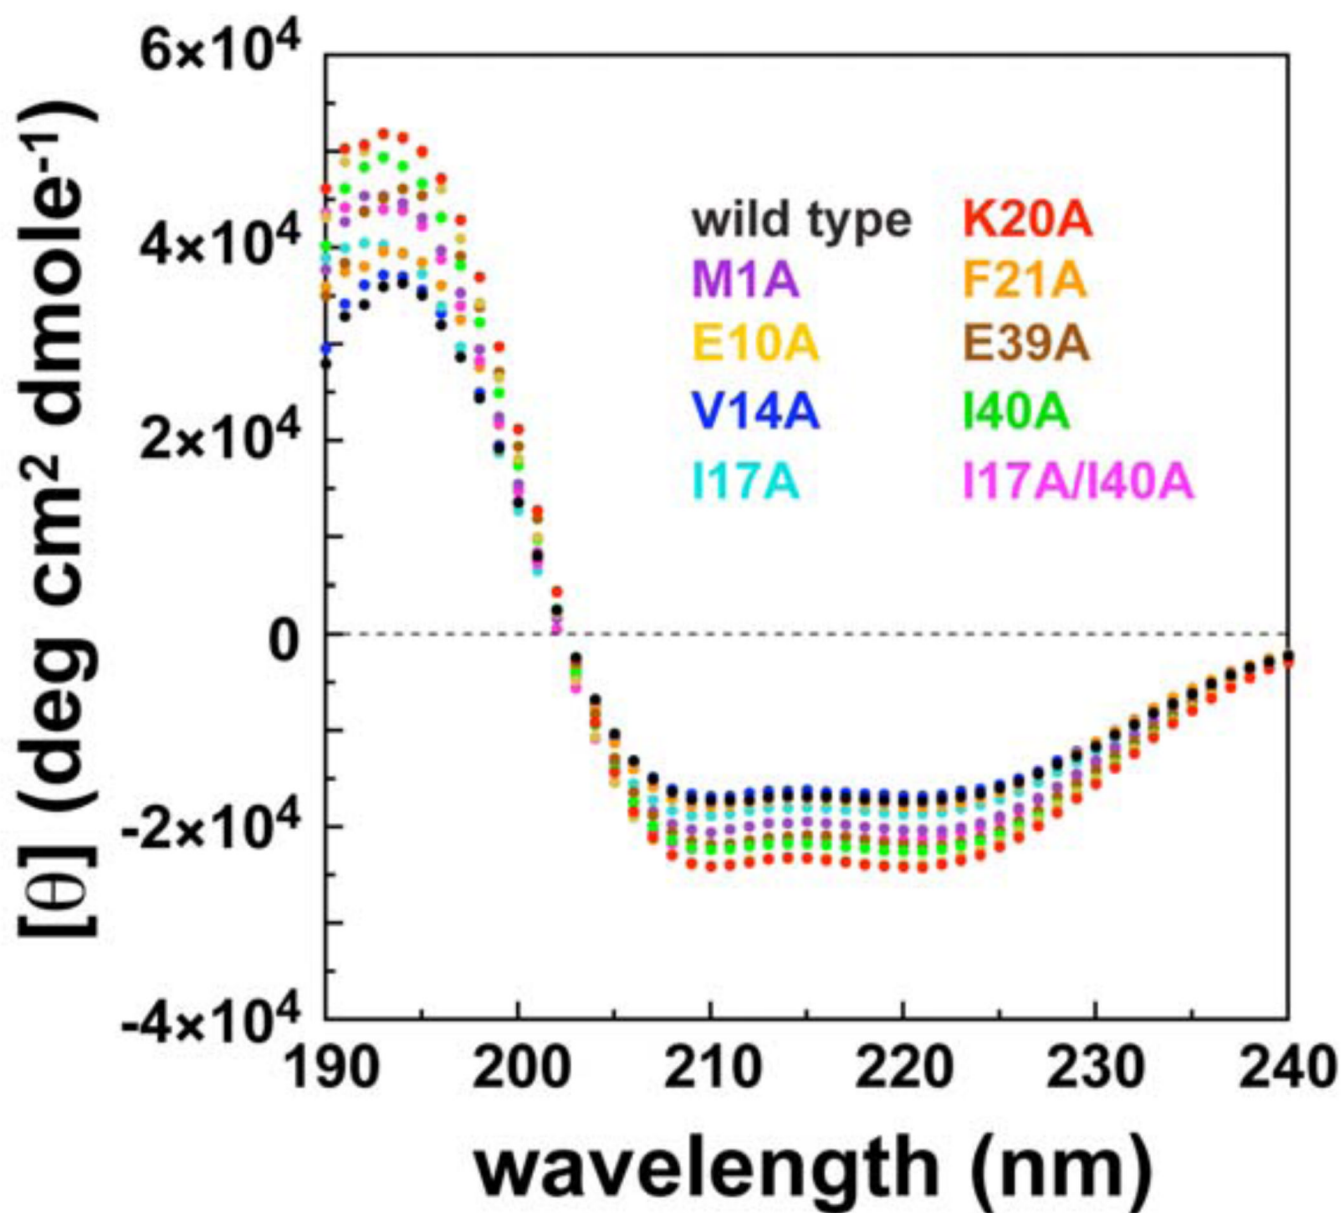 6×10⁴
4×10⁴
2×10⁴
0
-2×10⁴
-4×10⁴
[θ] (deg cm² dmole⁻¹)
wild type K20A
M1A F21A
E10A E39A
V14A I40A
I17A I17A/I40A
190 200 210 220 230 240
wavelength (nm)